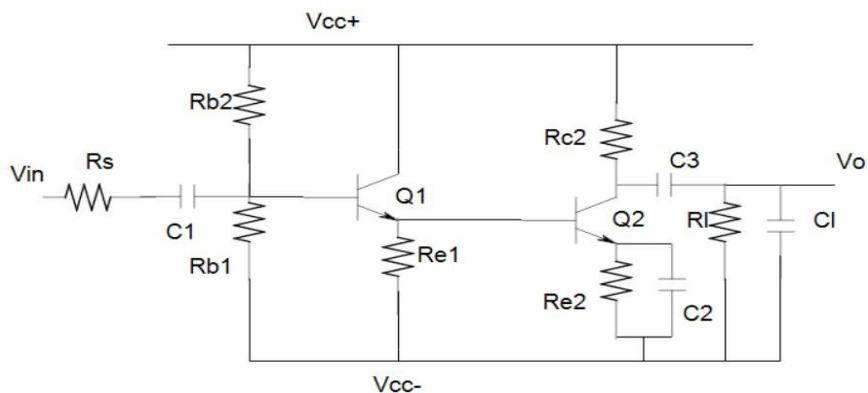 Vcc+
Rb2
Rc2
C3
Vo
Vin
Rs
Q1
C1
Q2
Rl
Cl
Rb1
Re1
Re2
C2
Vcc-